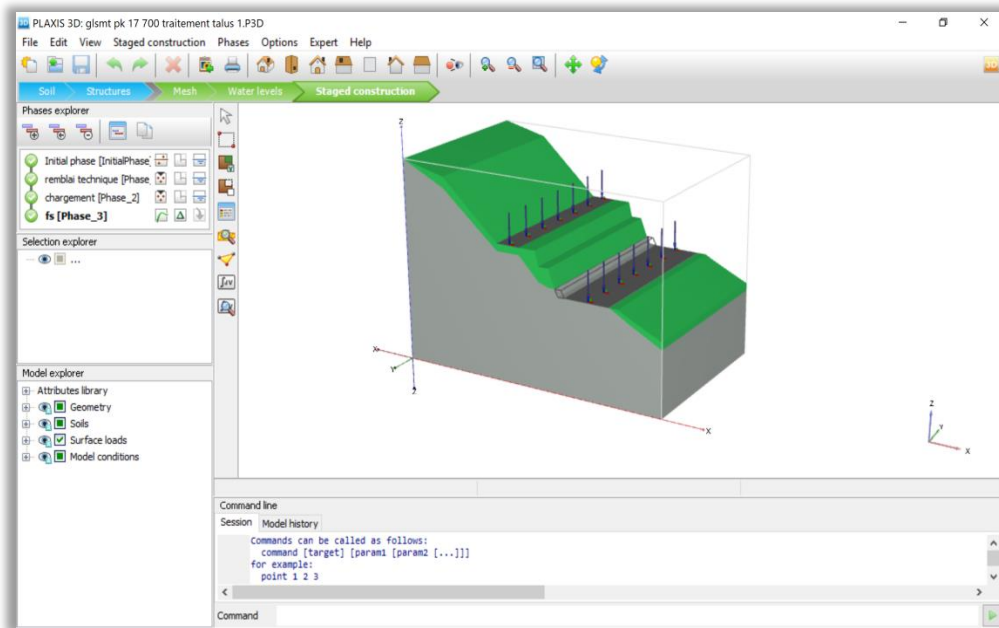 PLAXIS 3D: glsmt pk 17 700 traitement talus 1.P3D
File Edit View Staged construction Phases Options Expert Help
Soil Structures Mesh Water levels Staged construction
Phases explorer
Initial phase [InitialPhase]
remblai technique [Phase_
chargement [Phase_2]
fs [Phase_3]
Selection explorer
...
Model explorer
Attributes library
Geometry
Soils
Surface loads
Model conditions
Z
X
Y
Z
X
Z
Y
X
Command line
Session Model history
Commands can be called as follows:
command [target] [param1 [param2 [...]]]
for example:
point 1 2 3
Command